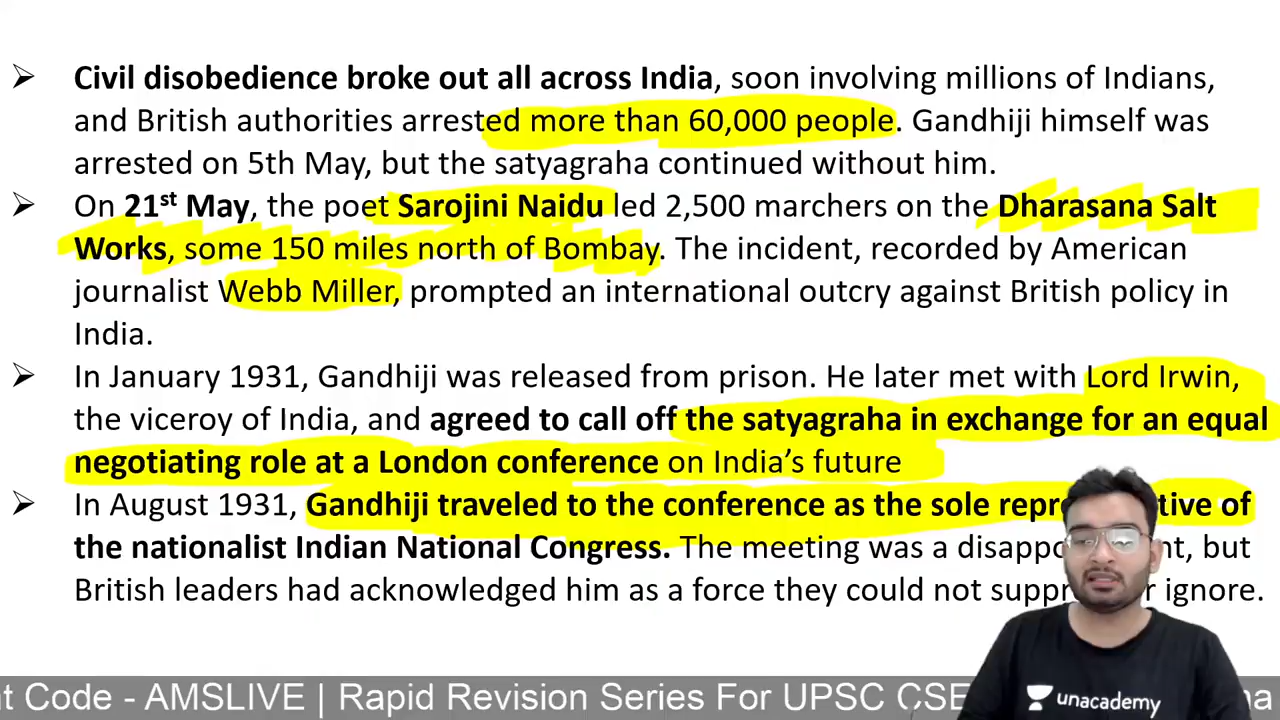 Civil disobedience broke out all across India, soon involving millions of Indians,
and British authorities arrested more than 60,000 people. Gandhiji himself was
arrested on 5th May, but the satyagraha continued without him.
On 21st May, the poet Sarojini Naidu led 2,500 marchers on the Dharasana Salt
Works, some 150 miles north of Bombay. The incident, recorded by American
journalist Webb Miller, prompted an international outcry against British policy in
India.
In January 1931, Gandhiji was released from prison. He later met with Lord Irwin,
the viceroy of India, and agreed to call off the satyagraha in exchange for an equal
negotiating role at a London conference on India's future
In August 1931, Gandhiji traveled to the conference as the sole of
the nationalist Indian National Congress. The meeting was a but
British leaders had acknowledged him as a force they could not ignore.
Code - AMSLIVE | Rapid Revision Series For UPSC CSE
unacademy